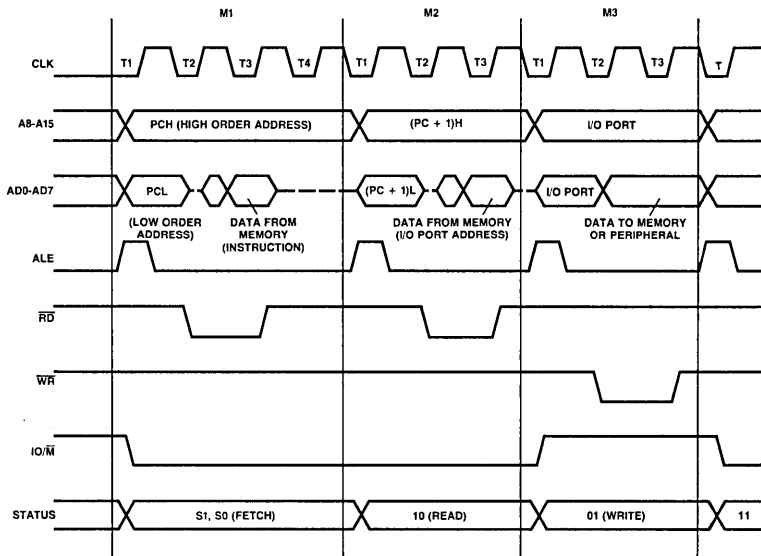 M1 M2 M3
CLK T1 T2 T3 T4 T1 T2 T3 T1 T2 T3 T
A8-A15 PCH (HIGH ORDER ADDRESS) (PC + 1)H I/O PORT
AD0-AD7 PCL (PC + 1)L I/O PORT
(LOW ORDER ADDRESS)
DATA FROM MEMORY (INSTRUCTION)
DATA FROM MEMORY (I/O PORT ADDRESS)
DATA TO MEMORY OR PERIPHERAL
ALE
R̅D̅
W̅R̅
IO/M̅
STATUS S1, S0 (FETCH) 10 (READ) 01 (WRITE) 11